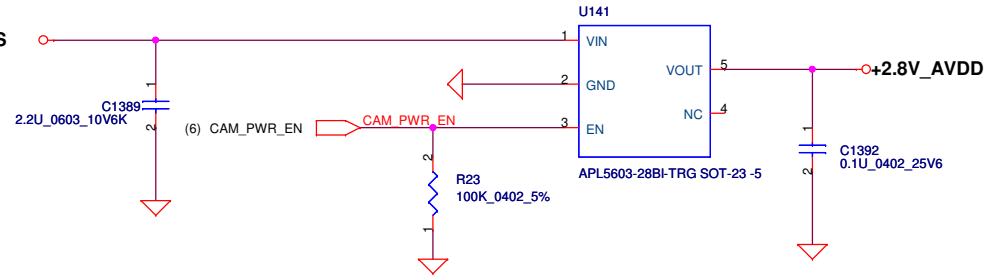 U141
S
1
VIN
2
GND
3
EN
VOUT
5
NC
4
+2.8V_AVDD
1
C1389
2.2U_0603_10V6K
2
(6) CAM_PWR_EN
CAM_PWR_EN
2
R23
100K_0402_5%
1
APL5603-28BI-TRG SOT-23 -5
1
C1392
0.1U_0402_25V6
2